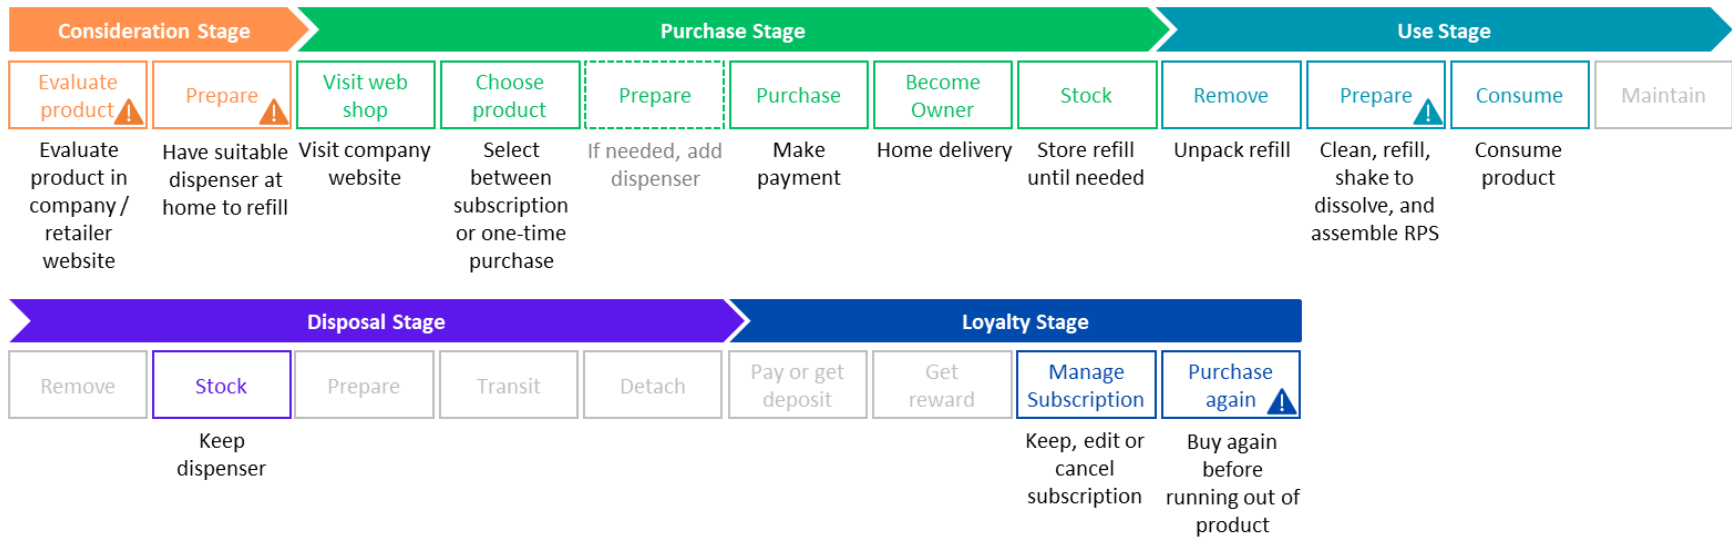 Consideration Stage
Purchase Stage
Use Stage
Evaluate
product
Prepare
Visit web
shop
Choose
product
Prepare
Purchase
Become
Owner
Stock
Remove
Prepare
Consume
Maintain
Evaluate
product in
company /
retailer
website
Have suitable
dispenser at
home to refill
Visit company
website
Select
between
subscription
or one-time
purchase
If needed, add
dispenser
Make
payment
Home delivery
Store refill
until needed
Unpack refill
Clean, refill,
shake to
dissolve, and
assemble RPS
Consume
product
Disposal Stage
Loyalty Stage
Remove
Stock
Prepare
Transit
Detach
Pay or get
deposit
Get
reward
Manage
Subscription
Purchase
again
Keep
dispenser
Keep, edit or
cancel
subscription
Buy again
before
running out of
product